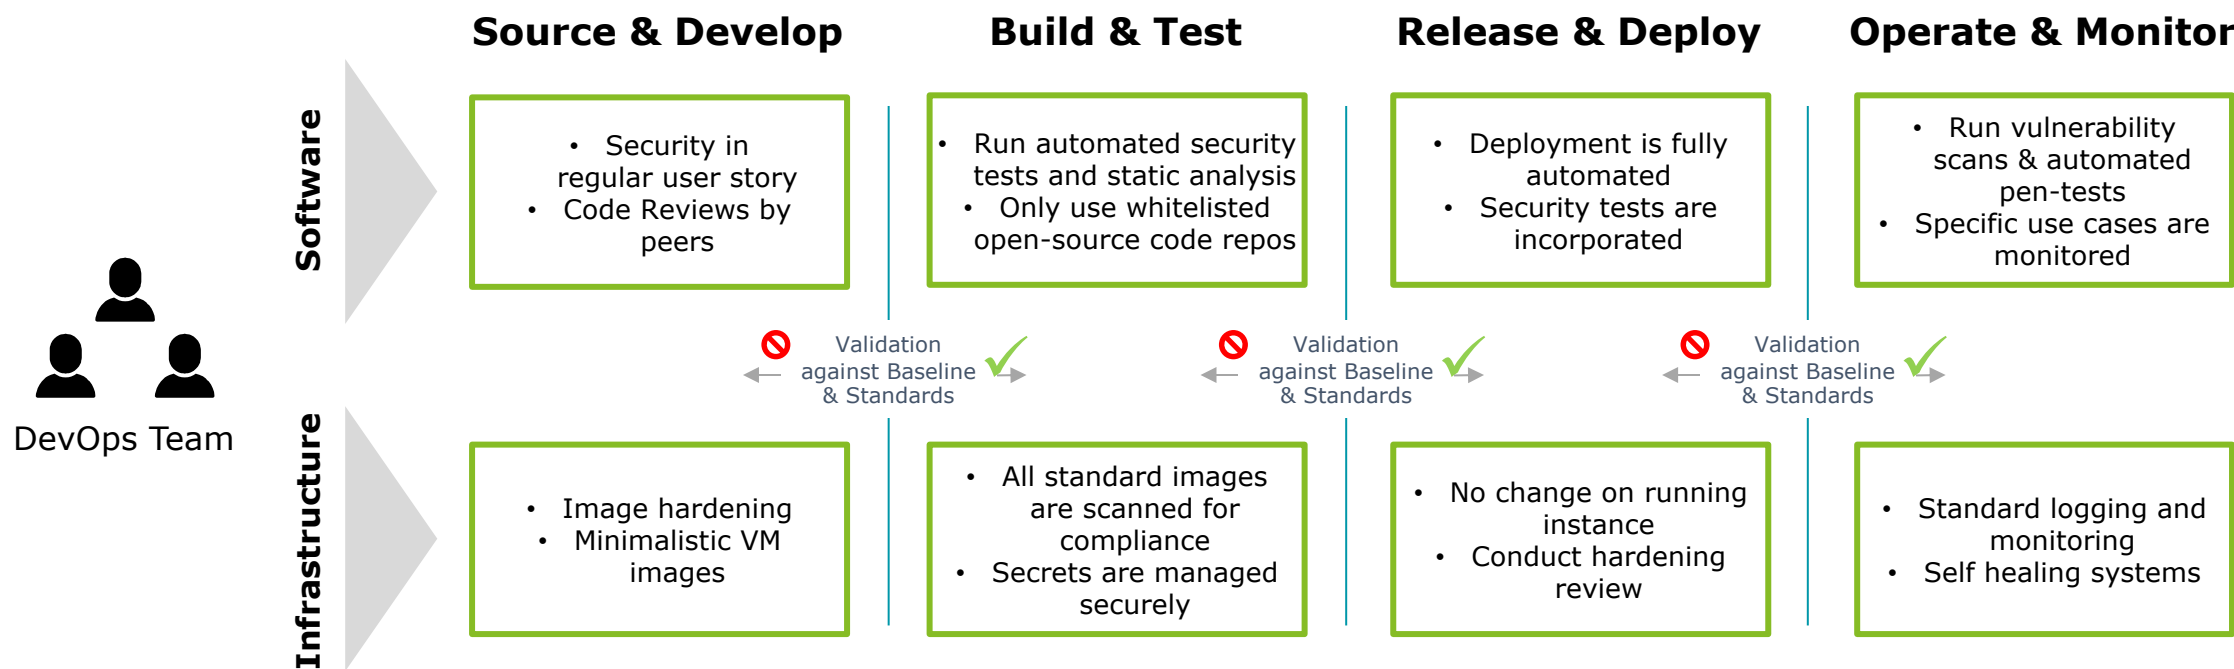 Source & Develop
Build & Test
Release & Deploy
Operate & Monitor
Software
• Security in
regular user story
• Code Reviews by
peers
• Run automated security
tests and static analysis
• Only use whitelisted
open-source code repos
• Deployment is fully
automated
• Security tests are
incorporated
• Run vulnerability
scans & automated
pen-tests
• Specific use cases are
monitored
Validation
against Baseline
& Standards
Validation
against Baseline
& Standards
Validation
against Baseline
& Standards
DevOps Team
Infrastructure
• Image hardening
• Minimalistic VM
images
• All standard images
are scanned for
compliance
• Secrets are managed
securely
• No change on running
instance
• Conduct hardening
review
• Standard logging and
monitoring
• Self healing systems